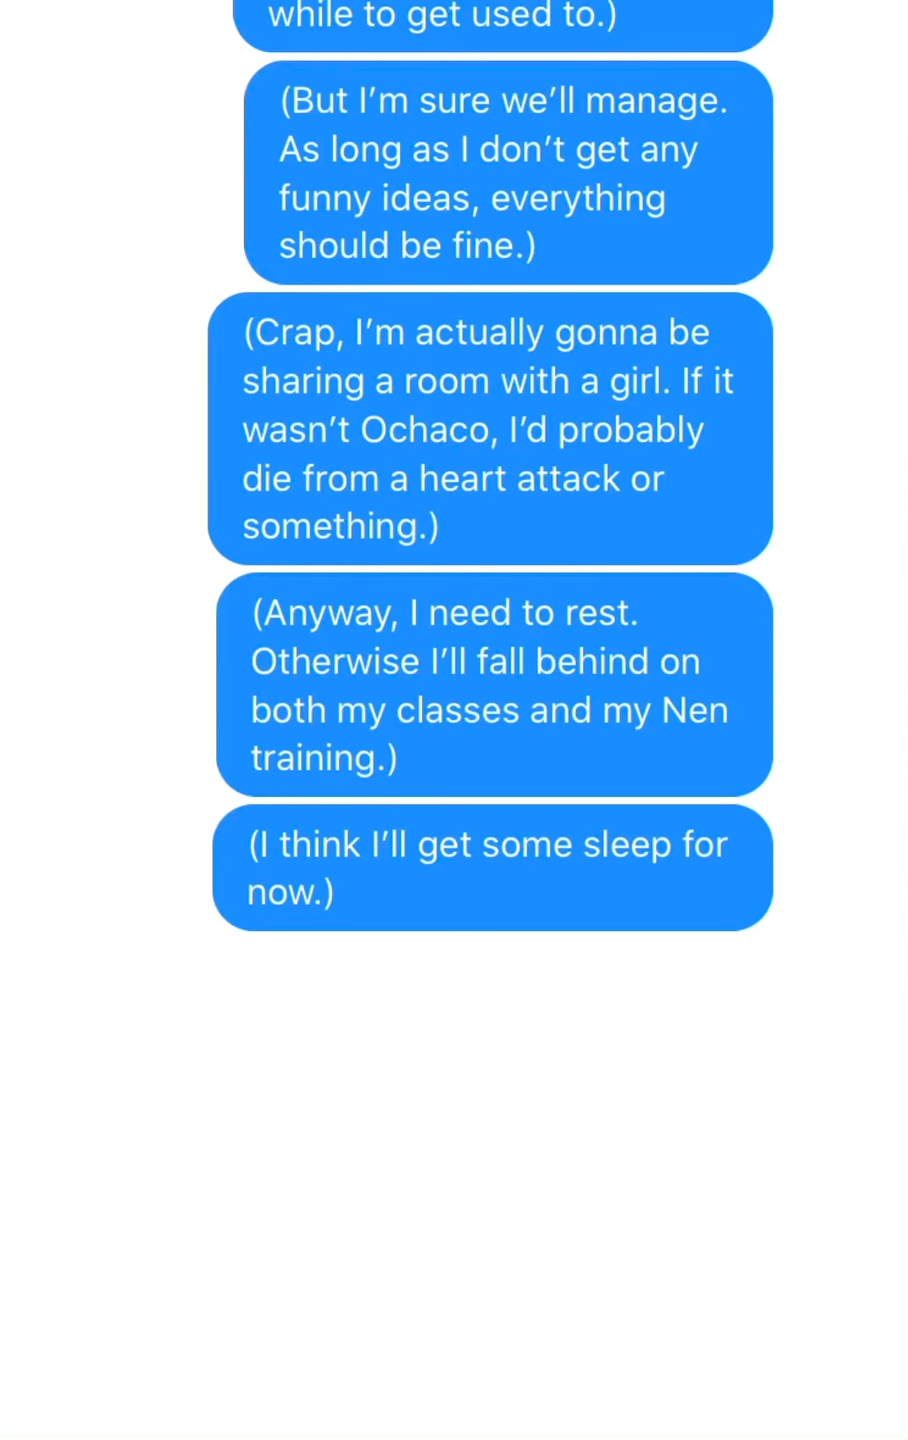 while to get used to.)
(But I’m sure we’ll manage.
As long as I don’t get any
funny ideas, everything
should be fine.)
(Crap, I’m actually gonna be
sharing a room with a girl. If it
wasn’t Ochaco, I’d probably
die from a heart attack or
something.)
(Anyway, I need to rest.
Otherwise I’ll fall behind on
both my classes and my Nen
training.)
(I think I’ll get some sleep for
now.)